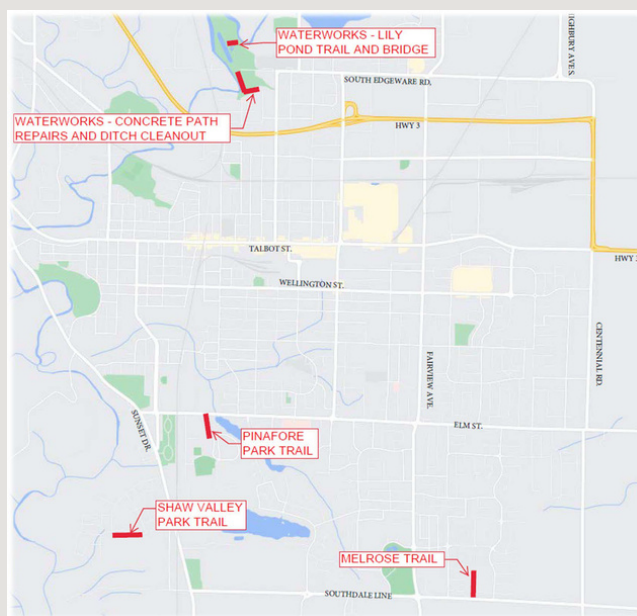 WATERWORKS - LILY
POND TRAIL AND BRIDGE
SOUTH EDGEWARE RD.
WATERWORKS - CONCRETE PATH
REPAIRS AND DITCH CLEANOUT
HWY 3
TALBOT ST.
HWY 3
WELLINGTON ST.
CENTENNIAL RD.
FAIRVIEW AVE.
SUNSET DR.
ELM ST.
PINAFORE
PARK TRAIL
SHAW VALLEY
PARK TRAIL
MELROSE TRAIL
SOUTHDALE LINE